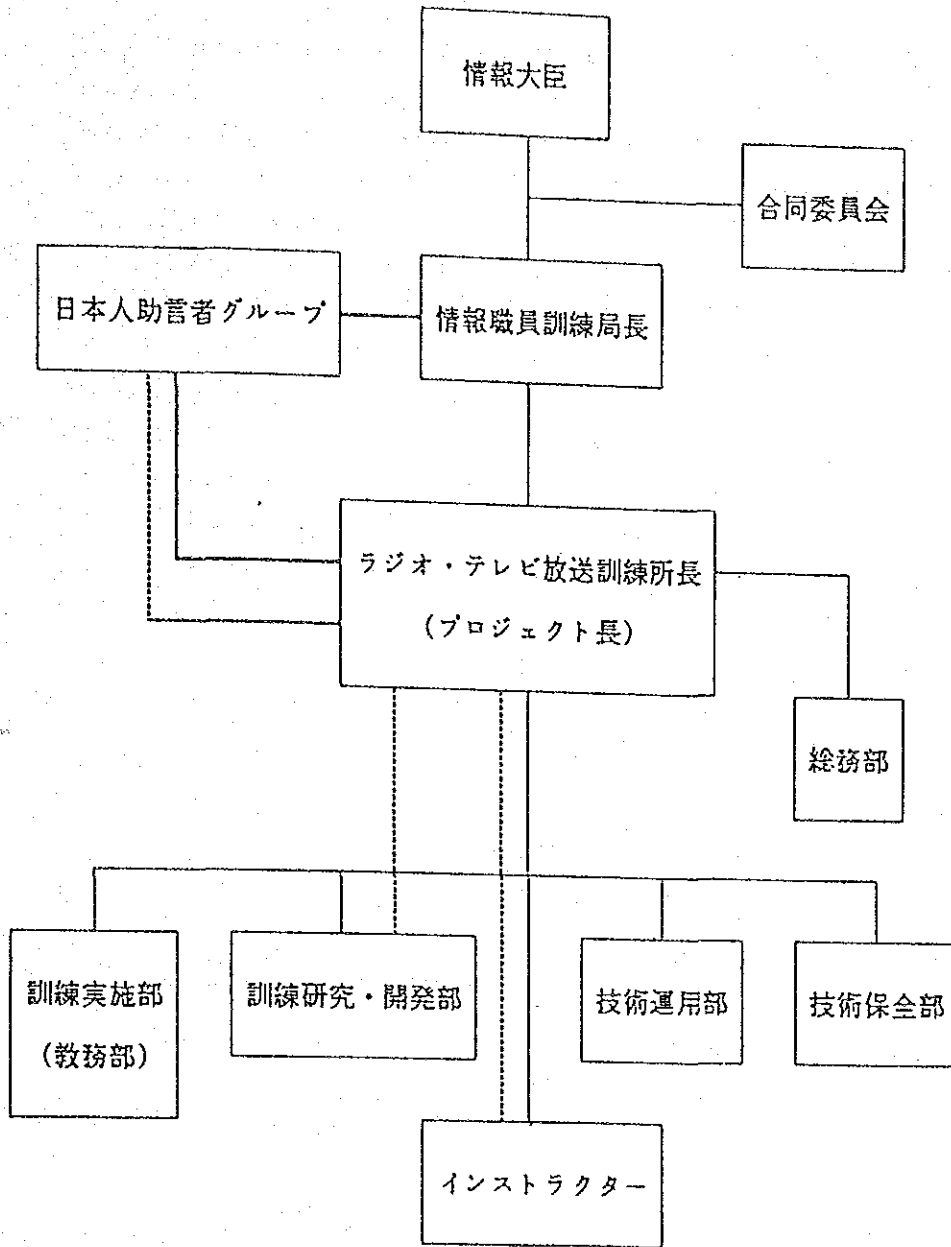 情報大臣
合同委員会
日本人助言者グループ
情報職員訓練局長
ラジオ・テレビ放送訓練所長
(プロジェクト長)
総務部
訓練実施部
(教務部)
訓練研究・開発部
技術運用部
技術保全部
インストラクター